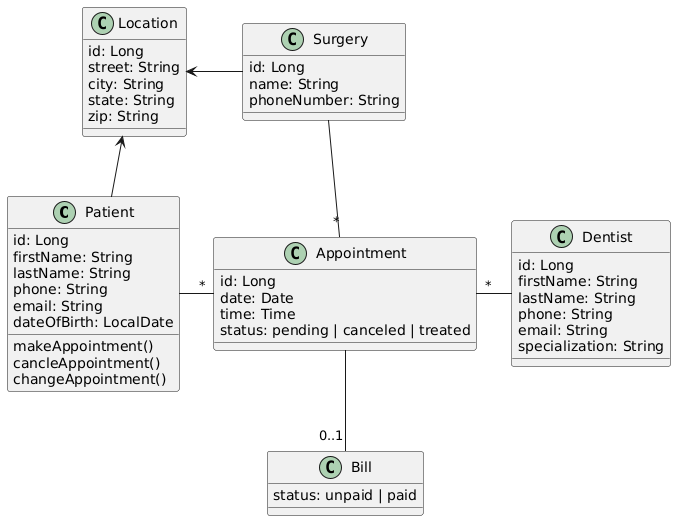 C Location
id: Long
street: String
city: String
state: String
zip: String
C Surgery
id: Long
name: String
phoneNumber: String
*
C Patient
id: Long
firstName: String
lastName: String
phone: String
email: String
dateOfBirth: LocalDate
makeAppointment()
cancleAppointment()
changeAppointment()
*
C Appointment
id: Long
date: Date
time: Time
status: pending | canceled | treated
*
C Dentist
id: Long
firstName: String
lastName: String
phone: String
email: String
specialization: String
0..1
C Bill
status: unpaid | paid